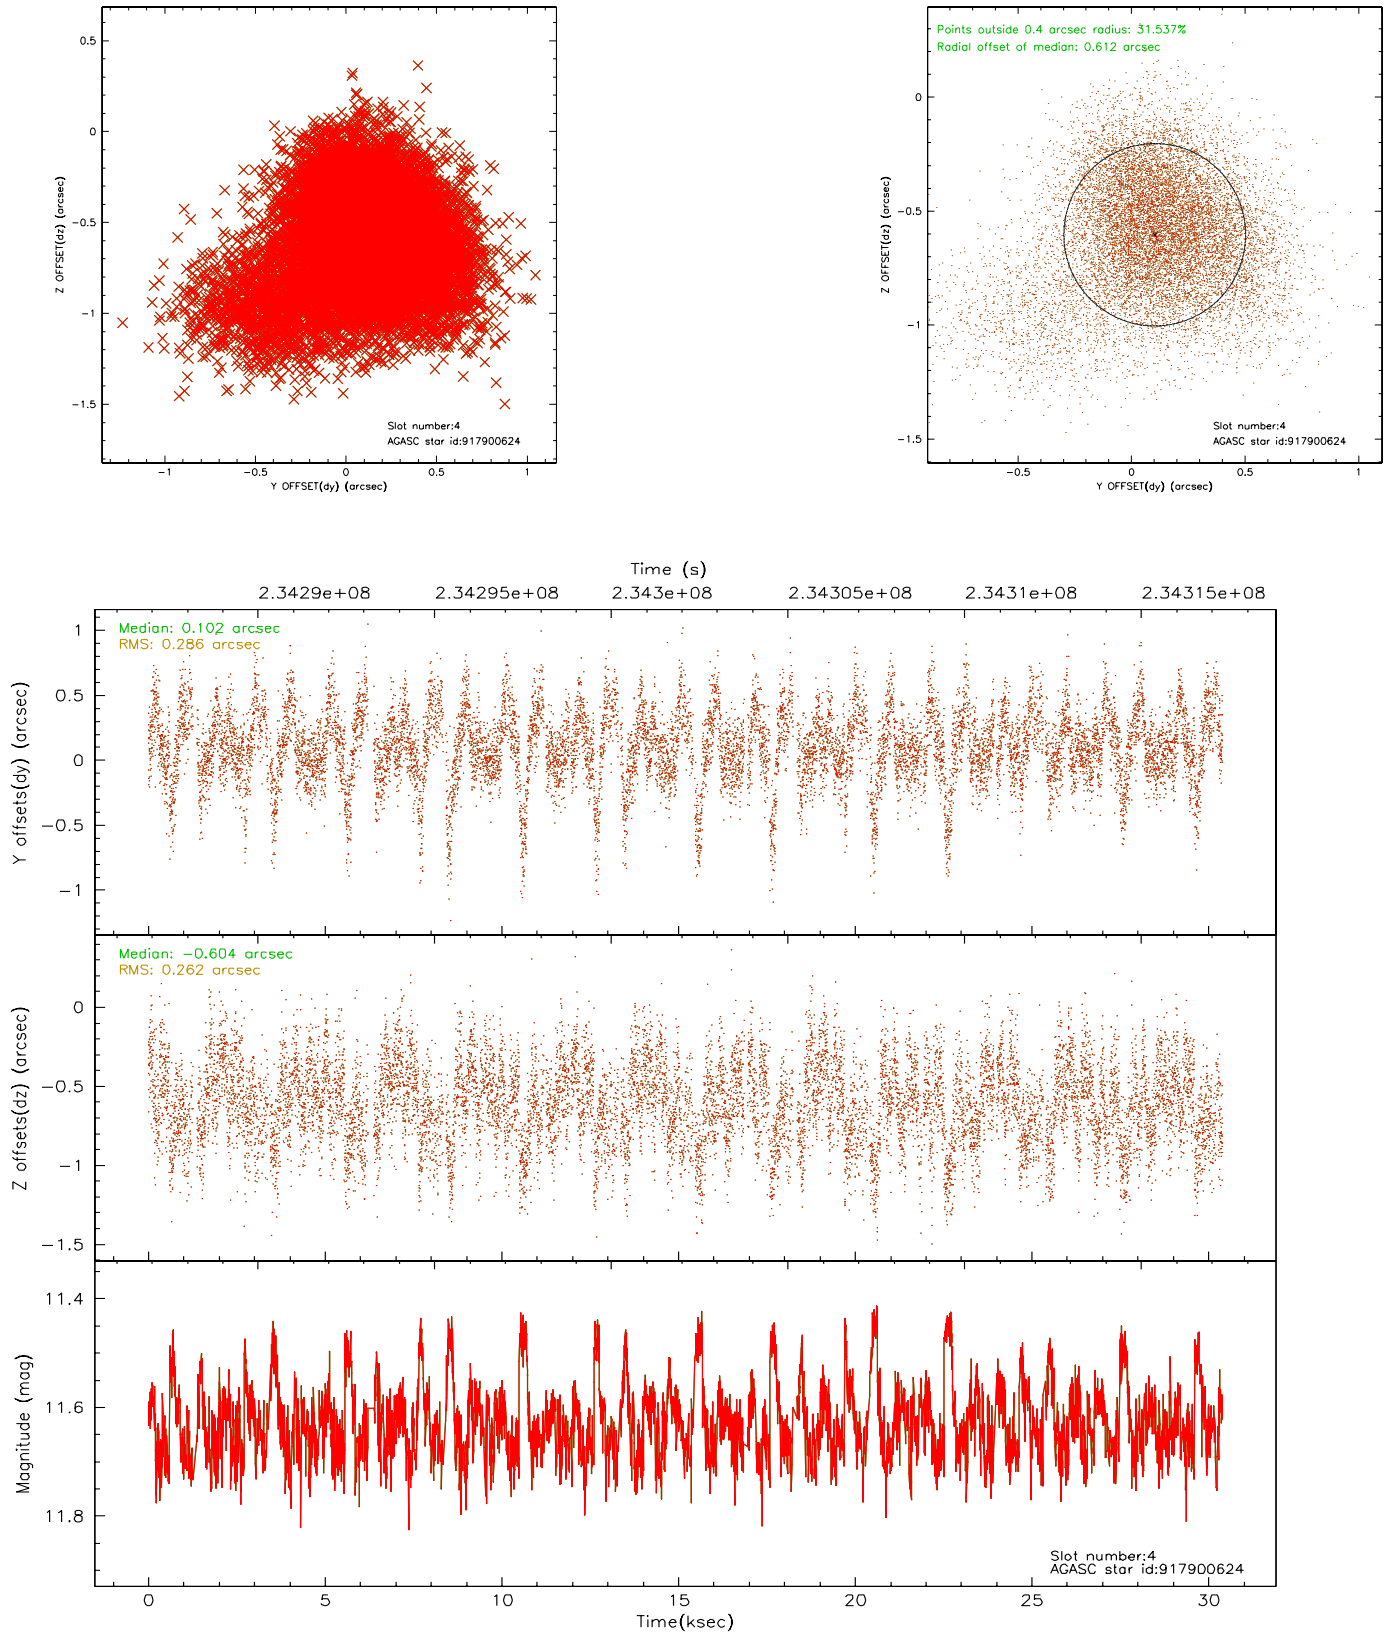 0.5
0
−0.5
−1
−1.5
Z OFFSET(dz) (arcsec)
Slot number:4
AGASC star id:917900624
−1 −0.5 0 0.5 1
Y OFFSET(dy) (arcsec)
Points outside 0.4 arcsec radius: 31.537%
Radial offset of median: 0.612 arcsec
0
−0.5
−1
−1.5
Z OFFSET(dz) (arcsec)
Slot number:4
AGASC star id:917900624
−0.5 0 0.5 1
Y OFFSET(dy) (arcsec)
Time (s)
2.3429e+08 2.34295e+08 2.343e+08 2.34305e+08 2.3431e+08 2.34315e+08
Median: 0.102 arcsec
RMS: 0.286 arcsec
1
0.5
0
−0.5
−1
Y offsets(dy) (arcsec)
Median: −0.604 arcsec
RMS: 0.262 arcsec
0
−0.5
−1
−1.5
Z offsets(dz) (arcsec)
11.4
11.6
11.8
Magnitude (mag)
Slot number:4
AGASC star id:917900624
0 5 10 15 20 25 30
Time(ksec)